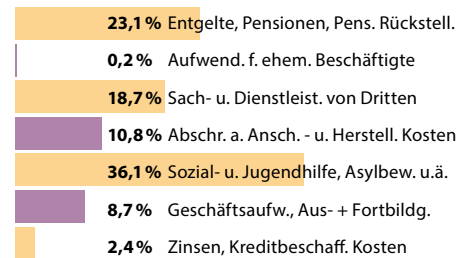 23,1 % Entgelte, Pensionen, Pens. Rückstell.
0,2 % Aufwend. f. ehem. Beschäftigte
18,7 % Sach- u. Dienstleist. von Dritten
10,8 % Abschr. a. Ansch. - u. Herstell. Kosten
36,1 % Sozial- u. Jugendhilfe, Asylbew. u.ä.
8,7 % Geschäftsaufw., Aus- + Fortbildg.
2,4 % Zinsen, Kreditbeschaff. Kosten